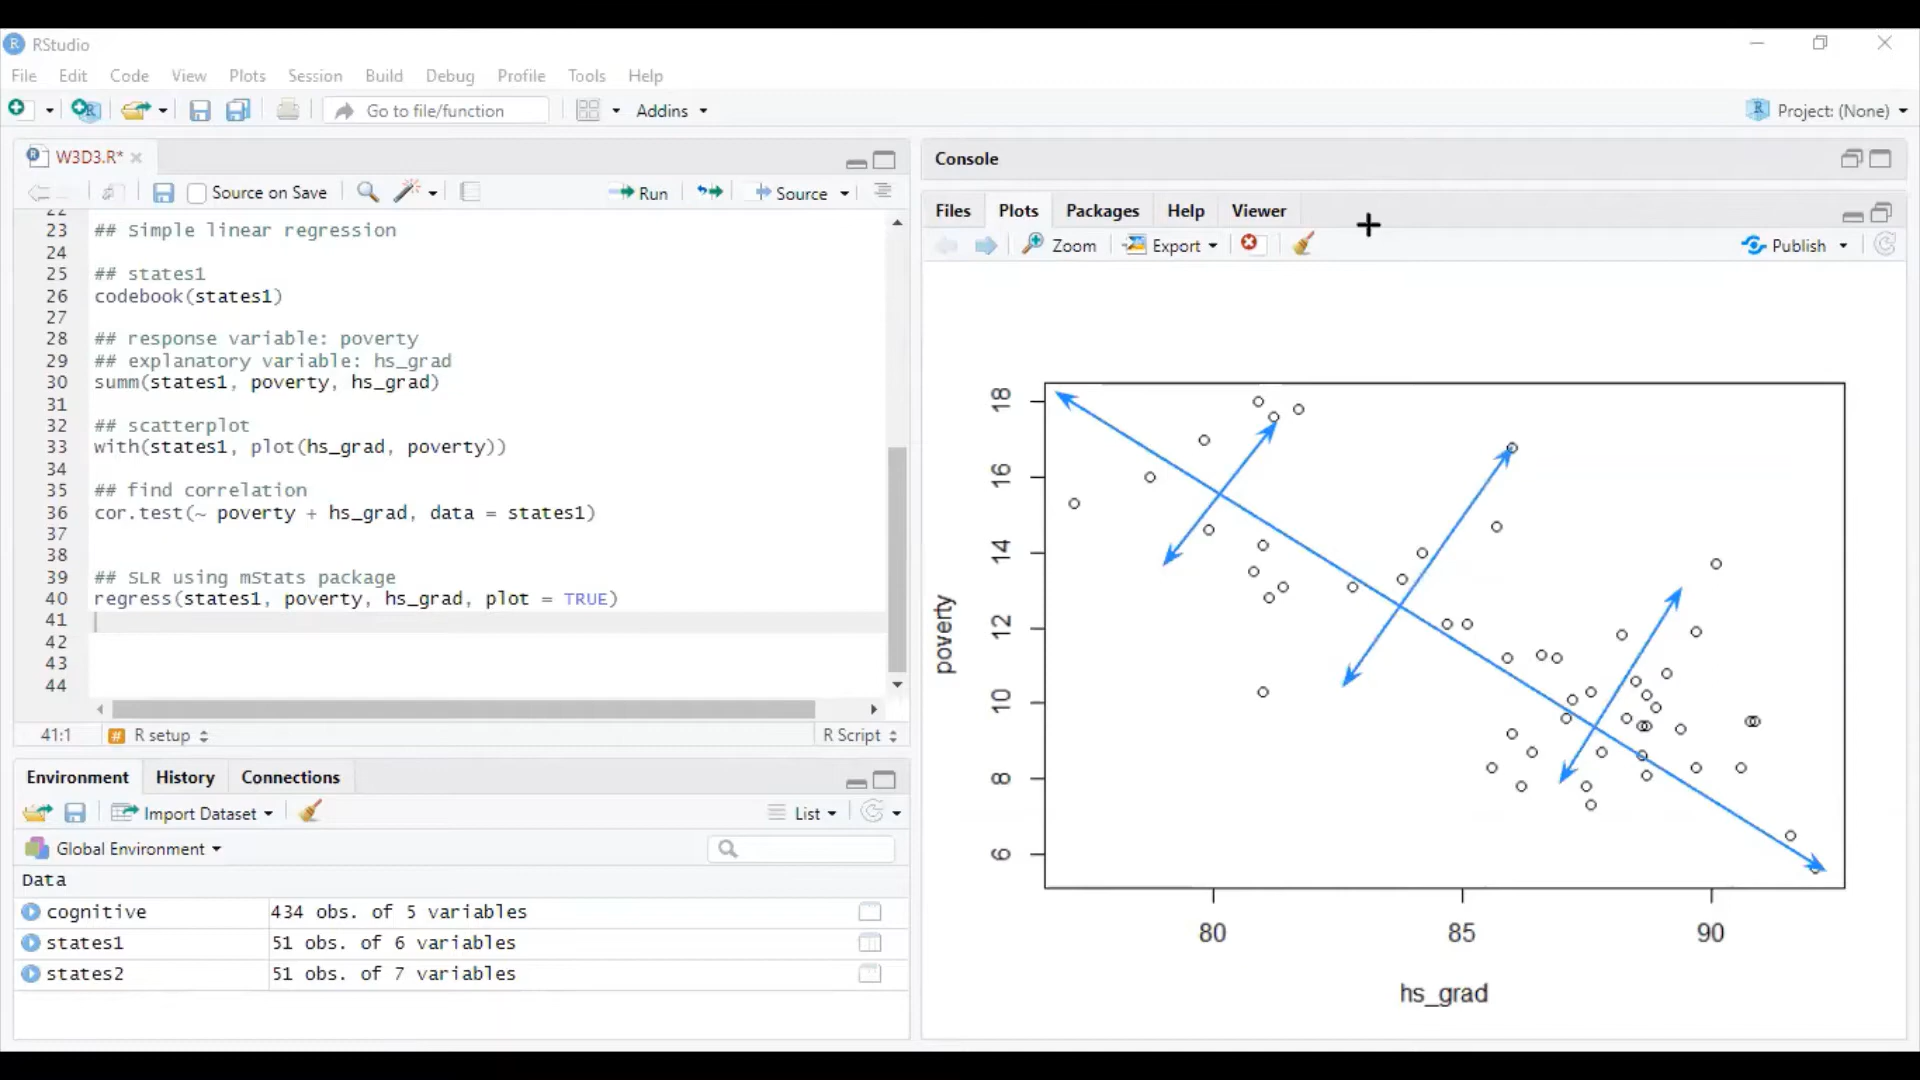 RStudio
File Edit Code View Plots Session Build Debug Profile Tools Help
Go to file/function Addins Project: (None)
W3D3.R*
Source on Save Run Source
22
23 ## Simple linear regression
24
25 ## states1
26 codebook(states1)
27
28 ## response variable: poverty
29 ## explanatory variable: hs_grad
30 summ(states1, poverty, hs_grad)
31
32 ## scatterplot
33 with(states1, plot(hs_grad, poverty))
34
35 ## find correlation
36 cor.test(~ poverty + hs_grad, data = states1)
37
38
39 ## SLR using mStats package
40 regress(states1, poverty, hs_grad, plot = TRUE)
41
42
43
44
41:1 # R setup R Script
Environment History Connections
Import Dataset List
Global Environment
Data
cognitive 434 obs. of 5 variables
states1 51 obs. of 6 variables
states2 51 obs. of 7 variables
Console
Files Plots Packages Help Viewer
Zoom Export Publish
18
16
14
12
10
8
6
poverty
80 85 90
hs_grad